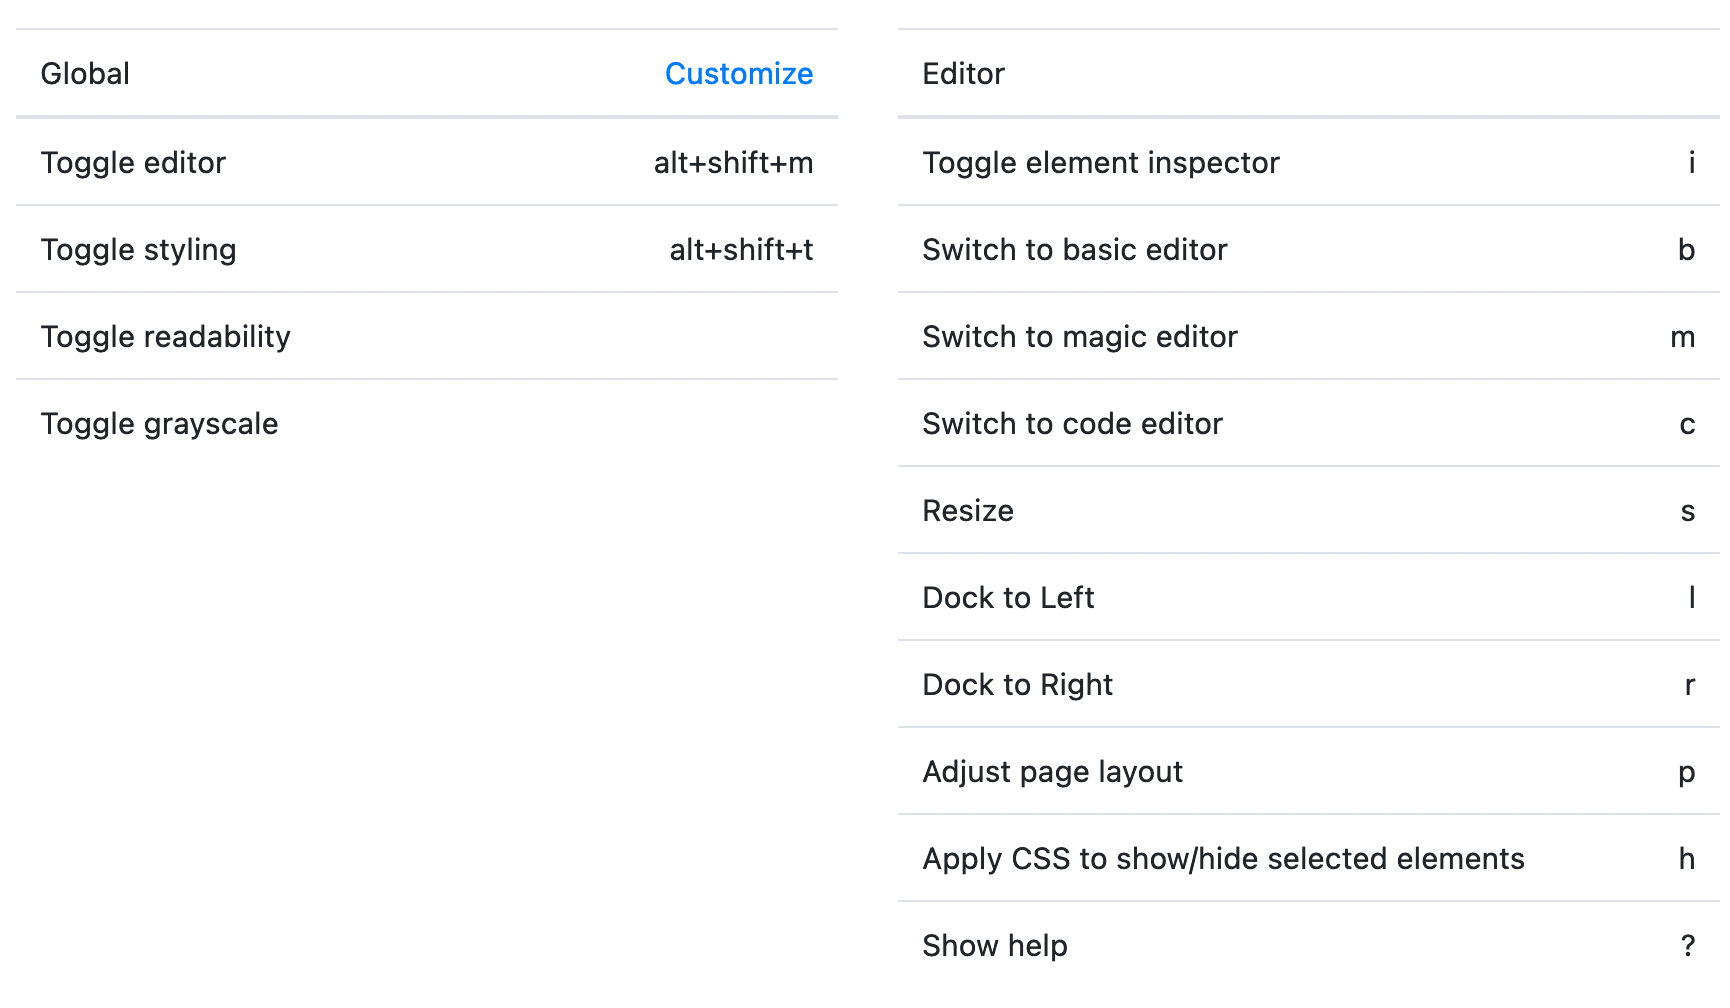 Global Customize
Toggle editor alt+shift+m
Toggle styling alt+shift+t
Toggle readability
Toggle grayscale
Editor
Toggle element inspector i
Switch to basic editor b
Switch to magic editor m
Switch to code editor c
Resize s
Dock to Left l
Dock to Right r
Adjust page layout p
Apply CSS to show/hide selected elements h
Show help ?